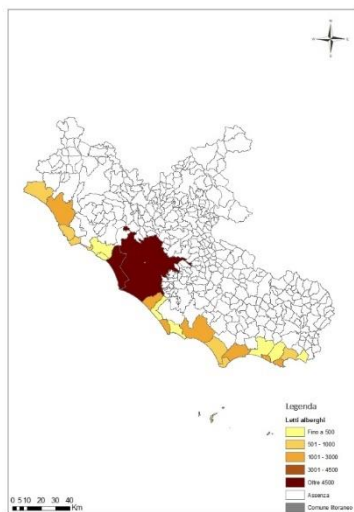 N
Legenda
Letti alberghi
Fino a 500
501 - 1000
1001 - 3000
3001 - 4500
Oltre 4500
Assenza
Comune litoraneo
0 5 10 20 30 40
Km